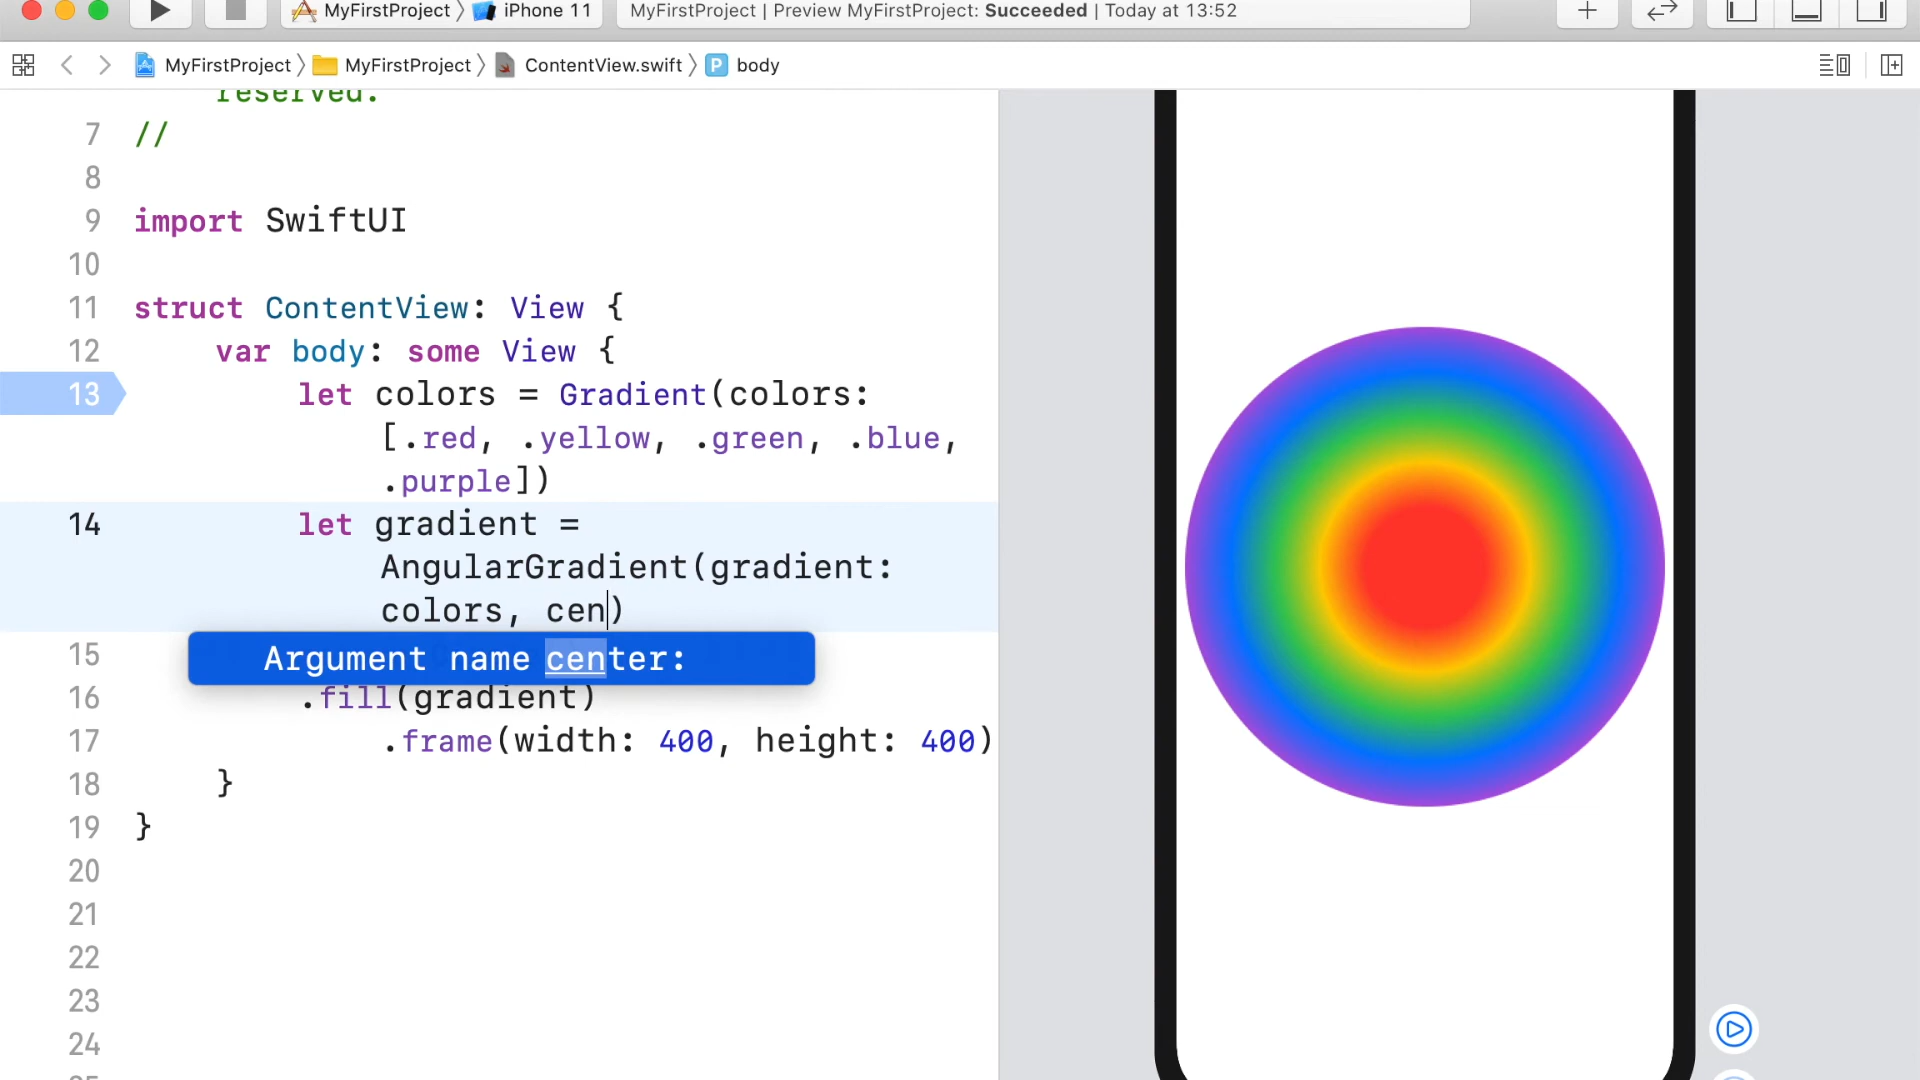 MyFirstProject 〉 iPhone 11
MyFirstProject | Preview MyFirstProject: Succeeded | Today at 13:52
MyFirstProject 〉 MyFirstProject 〉 ContentView.swift 〉 P body
reserved.
7 //
8
9 import SwiftUI
10
11 struct ContentView: View {
12 var body: some View {
13 let colors = Gradient(colors:
[.red, .yellow, .green, .blue,
.purple])
14 let gradient =
AngularGradient(gradient:
colors, cen)
15
Argument name center:
16 .fill(gradient)
17 .frame(width: 400, height: 400)
18 }
19 }
20
21
22
23
24